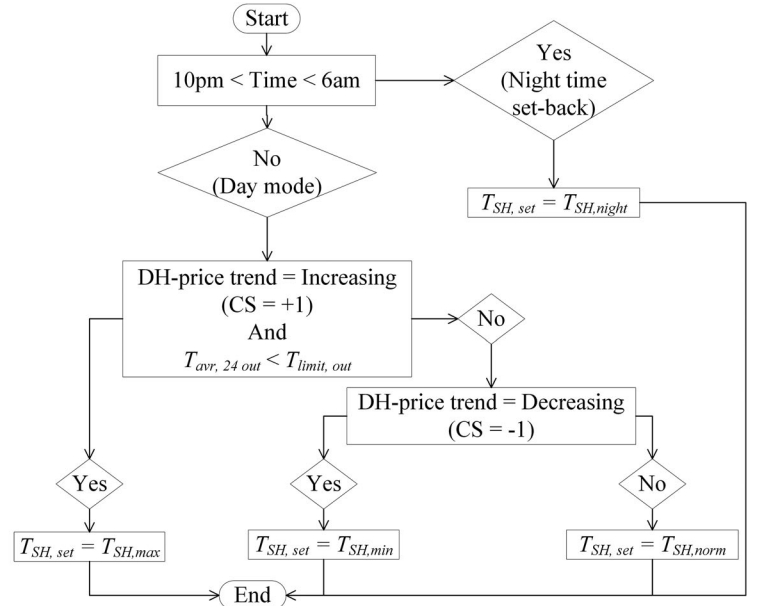 Start
10pm < Time < 6am
Yes
(Night time
set-back)
No
(Day mode)
T_SH, set = T_SH,night
DH-price trend = Increasing
(CS = +1)
And
T_avr, 24 out < T_limit, out
No
DH-price trend = Decreasing
(CS = -1)
Yes
Yes
No
T_SH, set = T_SH,max
T_SH, set = T_SH,min
T_SH, set = T_SH,norm
End